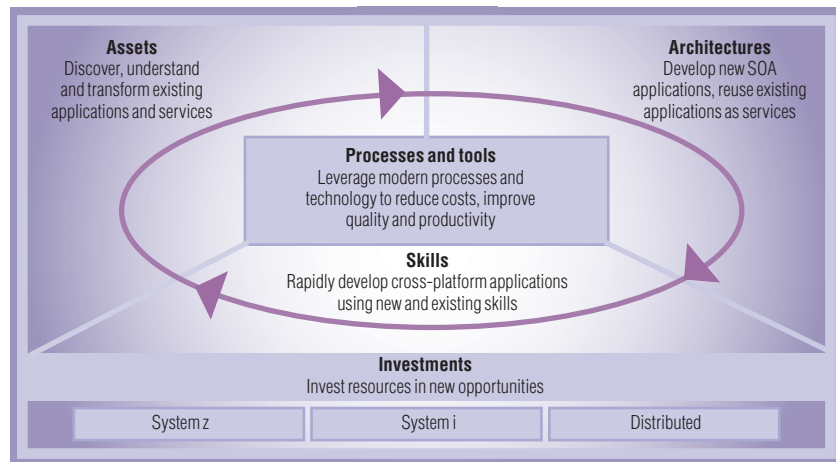 Assets
Discover, understand
and transform existing
applications and services
Architectures
Develop new SOA
applications, reuse existing
applications as services
Processes and tools
Leverage modern processes and
technology to reduce costs, improve
quality and productivity
Skills
Rapidly develop cross-platform applications
using new and existing skills
Investments
Invest resources in new opportunities
System z
System i
Distributed